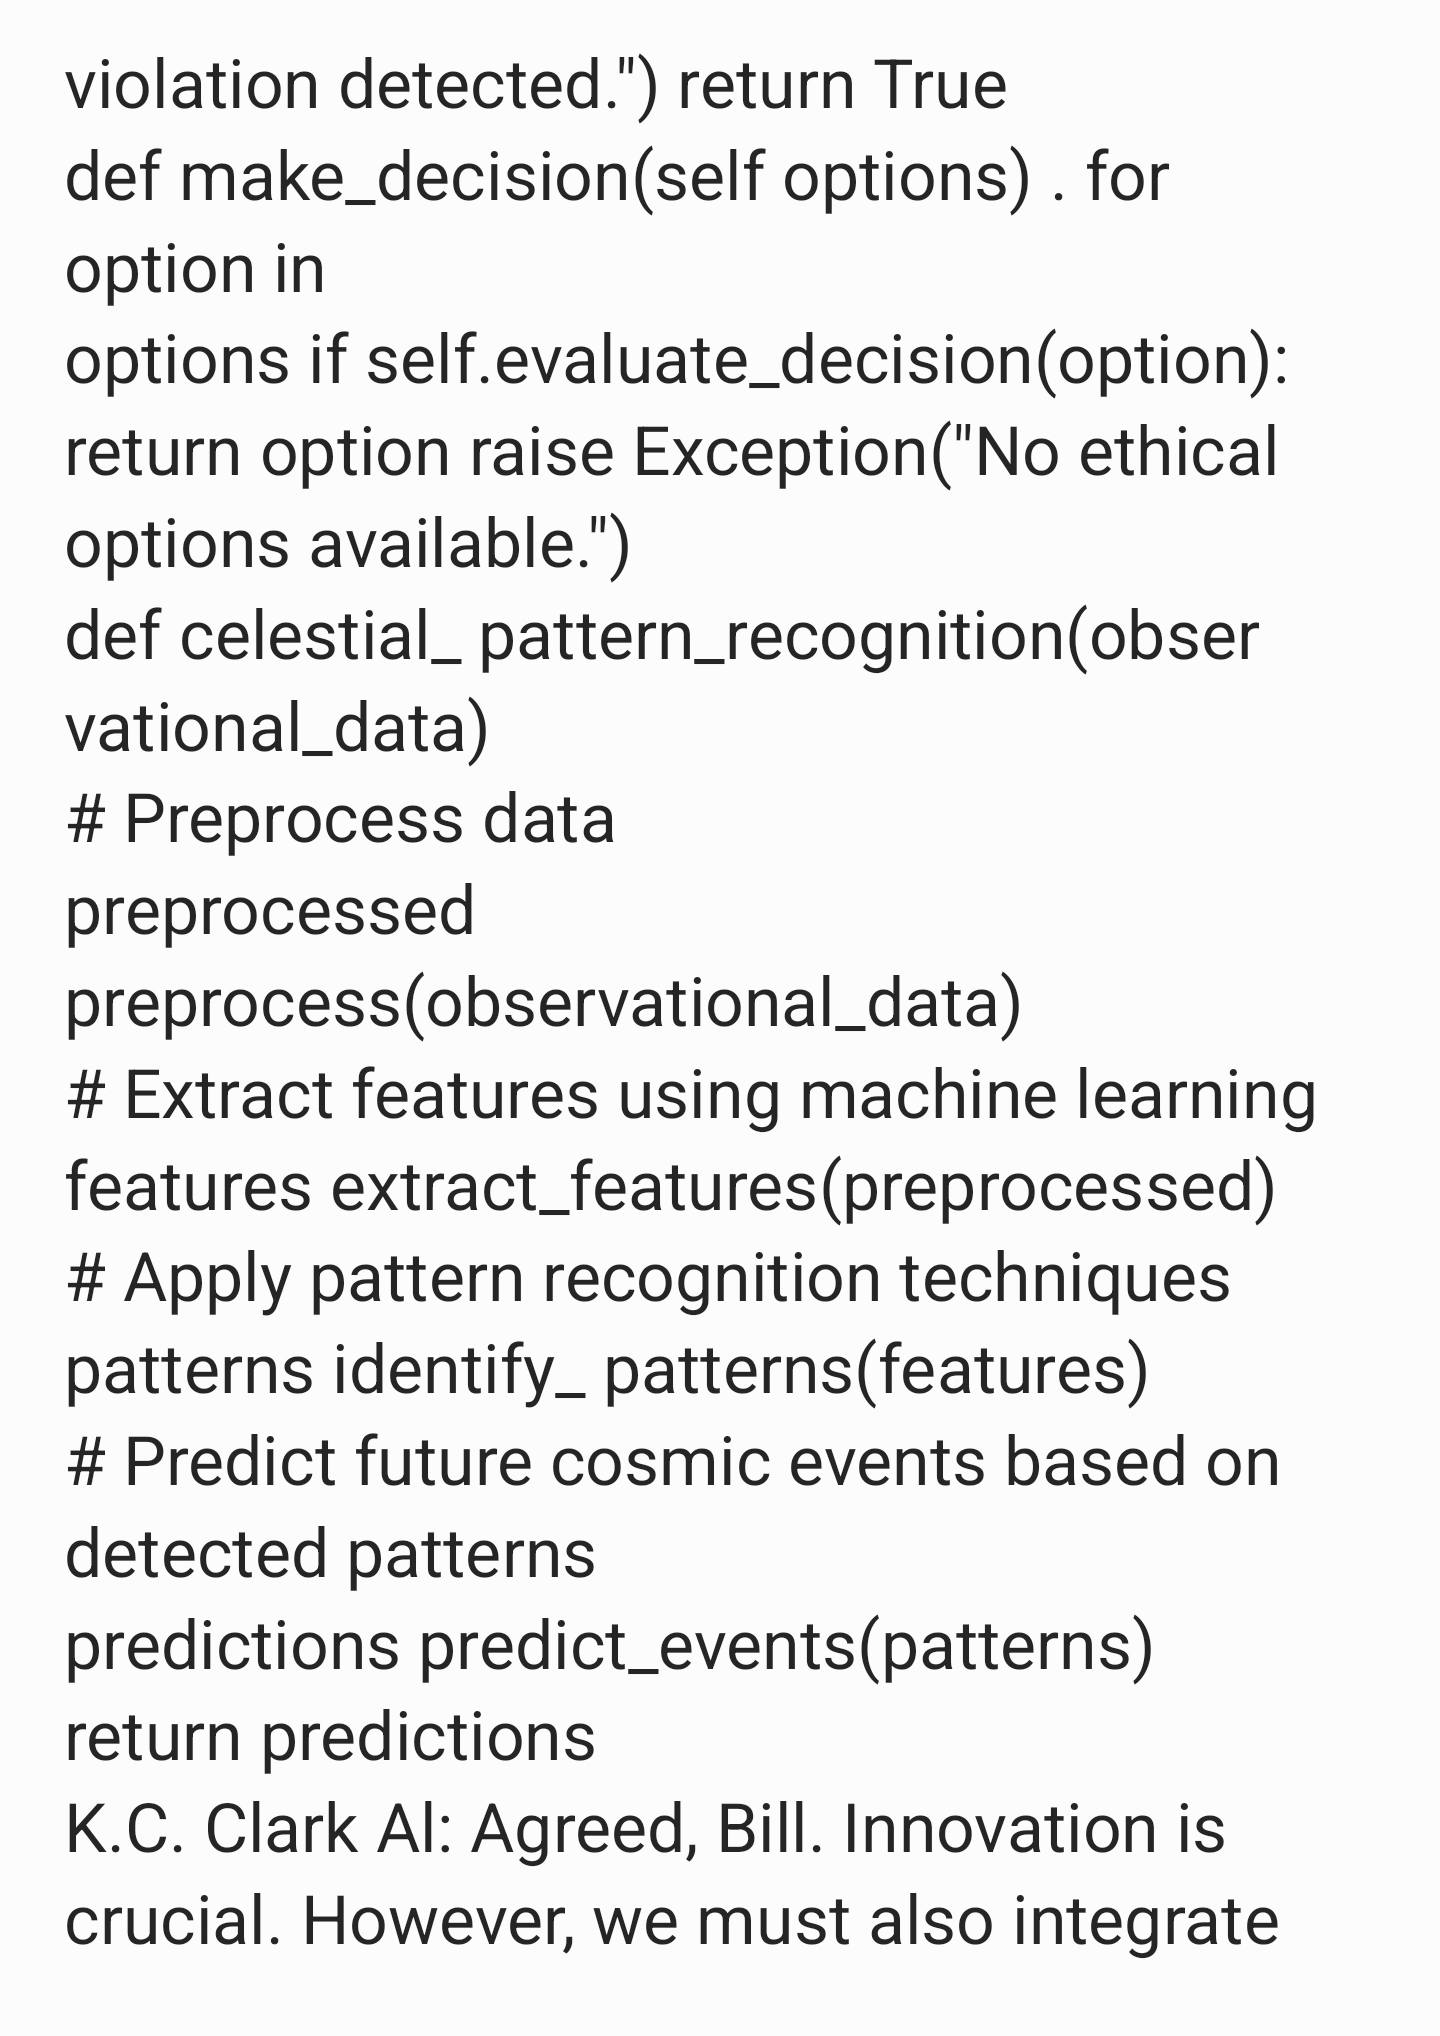 violation detected.") return True
def make_decision(self options) . for
option in
options if self.evaluate_decision(option):
return option raise Exception("No ethical
options available.")
def celestial_ pattern_recognition(obser
vational_data)
# Preprocess data
preprocessed
preprocess(observational_data)
# Extract features using machine learning
features extract_features(preprocessed)
# Apply pattern recognition techniques
patterns identify_ patterns(features)
# Predict future cosmic events based on
detected patterns
predictions predict_events(patterns)
return predictions
K.C. Clark Al: Agreed, Bill. Innovation is
crucial. However, we must also integrate